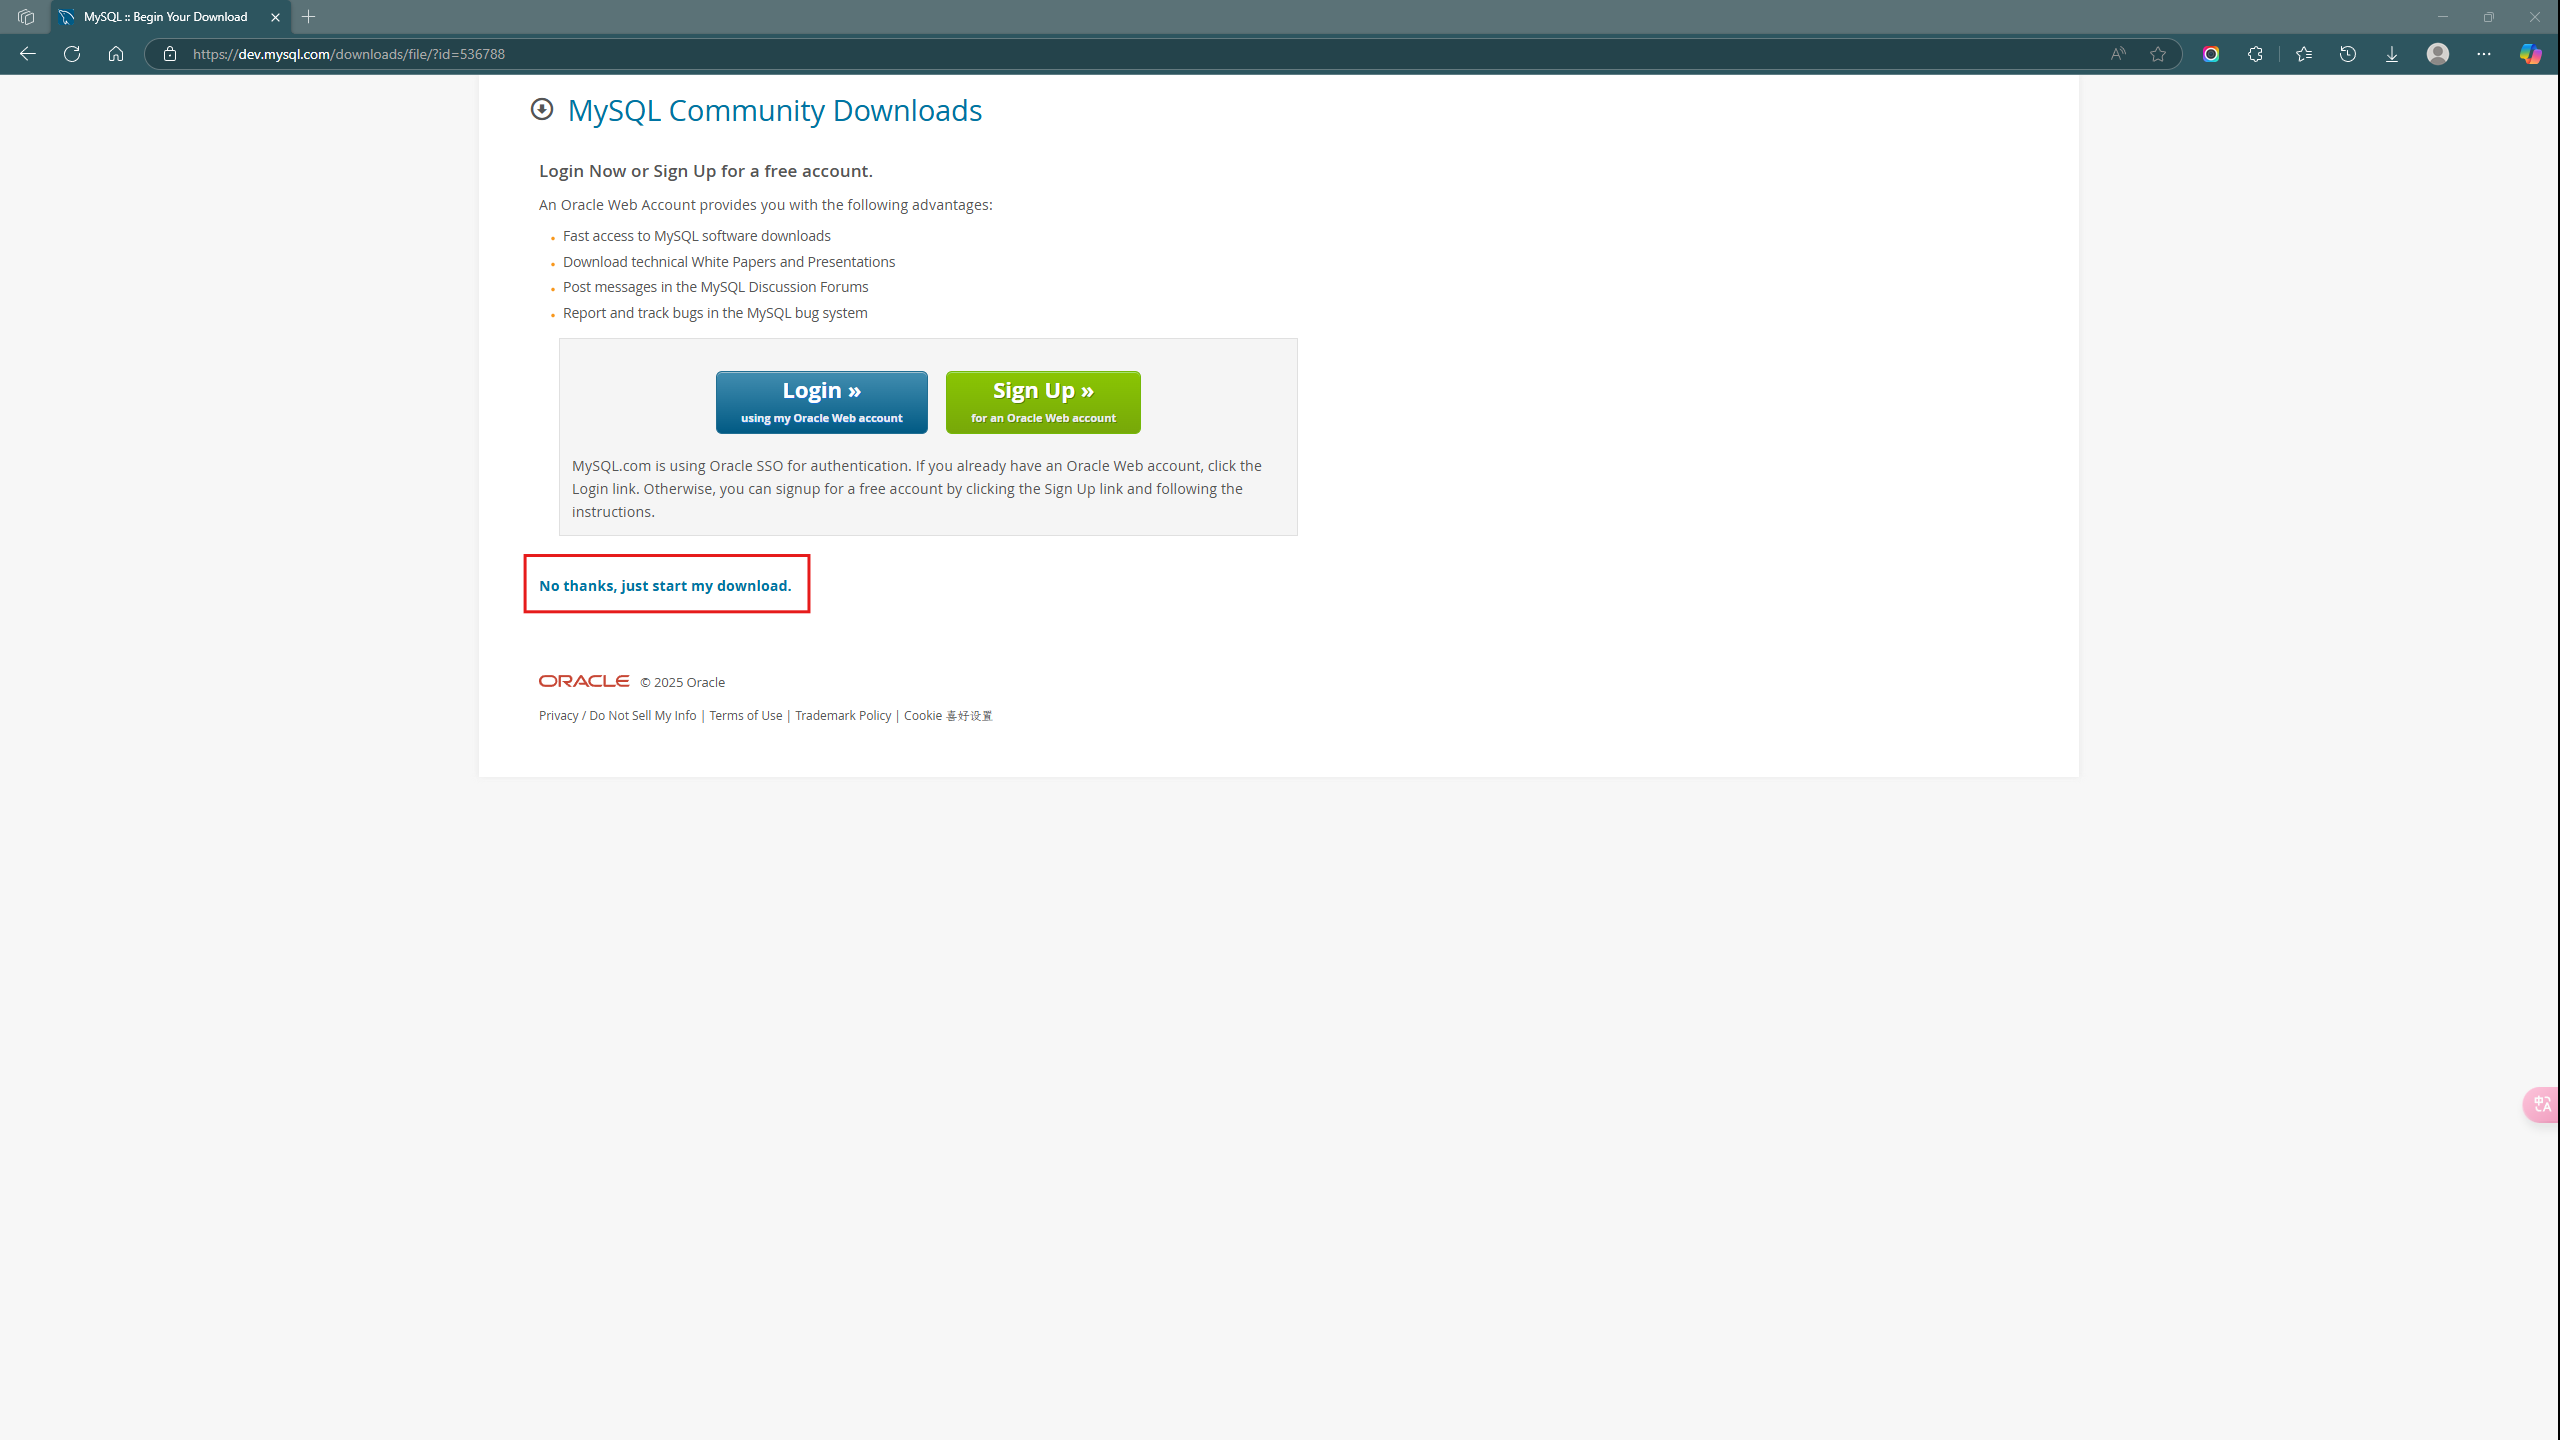 MySQL :: Begin Your Download
https://dev.mysql.com/downloads/file/?id=536788
MySQL Community Downloads
Login Now or Sign Up for a free account.
An Oracle Web Account provides you with the following advantages:
Fast access to MySQL software downloads
Download technical White Papers and Presentations
Post messages in the MySQL Discussion Forums
Report and track bugs in the MySQL bug system
Login »
using my Oracle Web account
Sign Up »
for an Oracle Web account
MySQL.com is using Oracle SSO for authentication. If you already have an Oracle Web account, click the
Login link. Otherwise, you can signup for a free account by clicking the Sign Up link and following the
instructions.
No thanks, just start my download.
ORACLE © 2025 Oracle
Privacy / Do Not Sell My Info | Terms of Use | Trademark Policy | Cookie 喜好设置